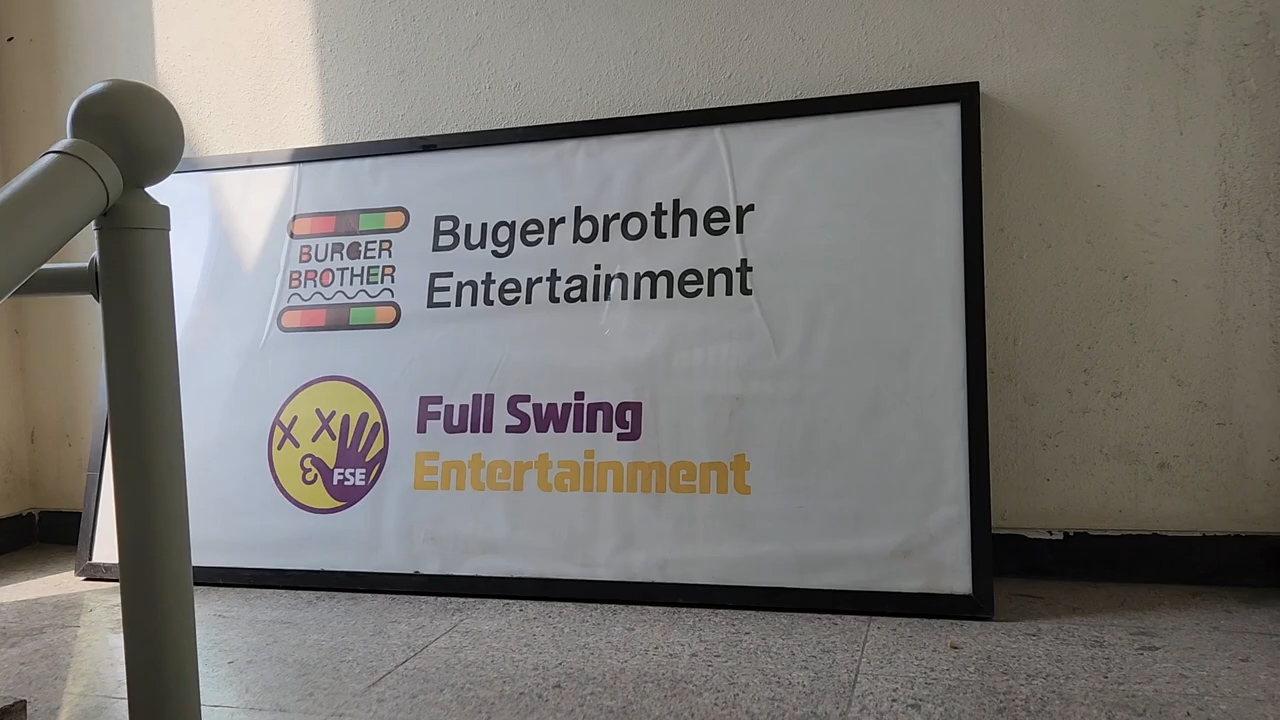 BURGER
BROTHER
Bugerbrother
Entertainment
FSE
Full Swing
Entertainment